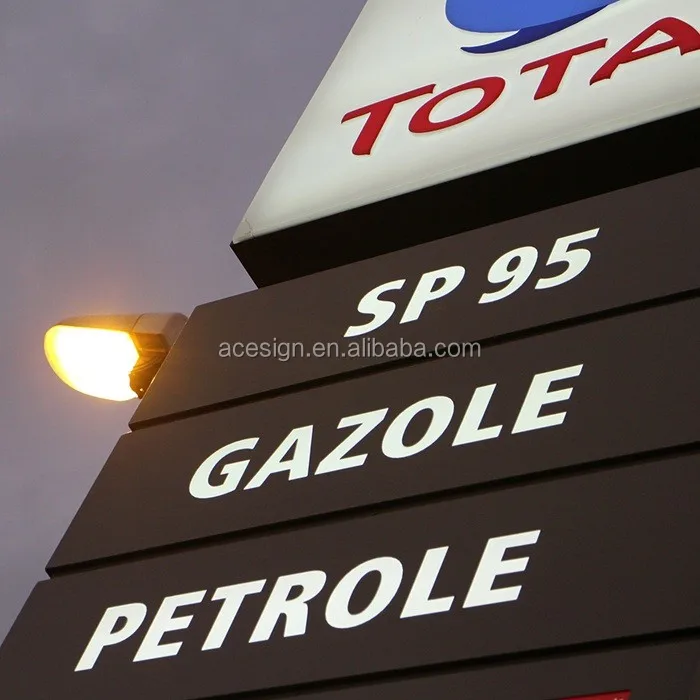 TOTA
SP 95
acesign.en.alibaba.com
GAZOLE
PETROLE